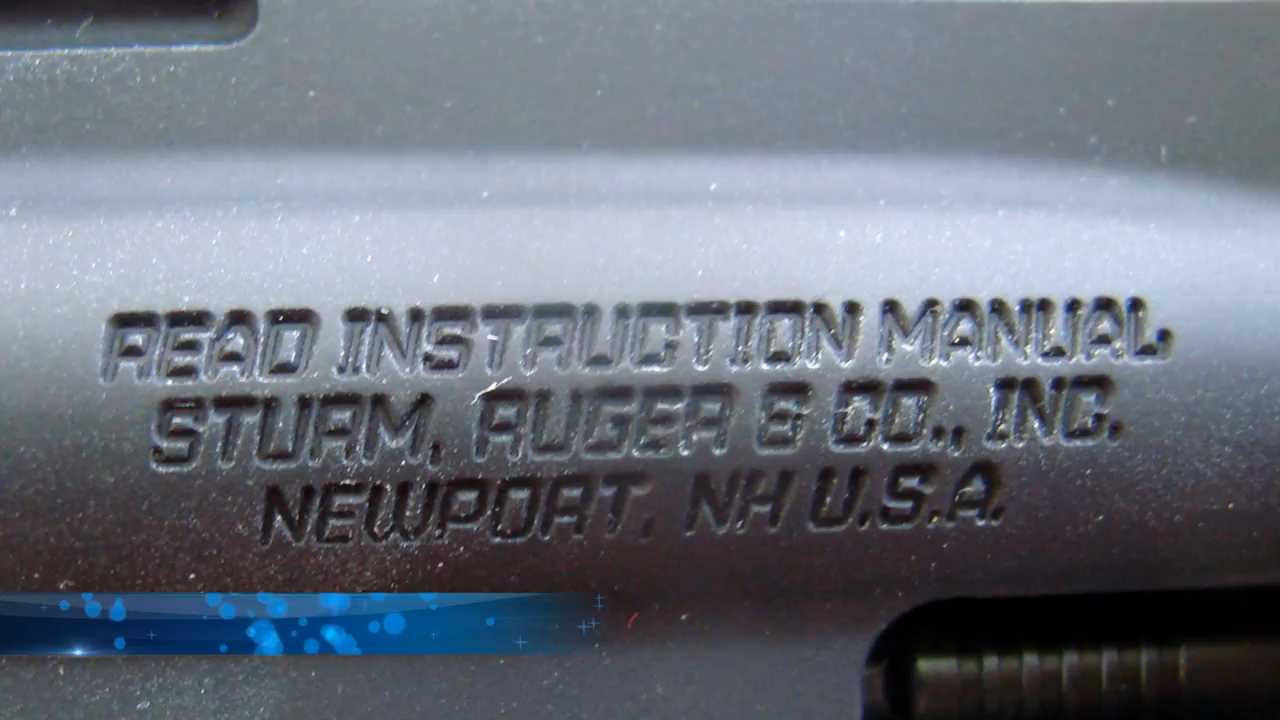 READ INSTRUCTION MANUAL
STURM, RUGER & CO., INC.
NEWPORT, NH U.S.A.